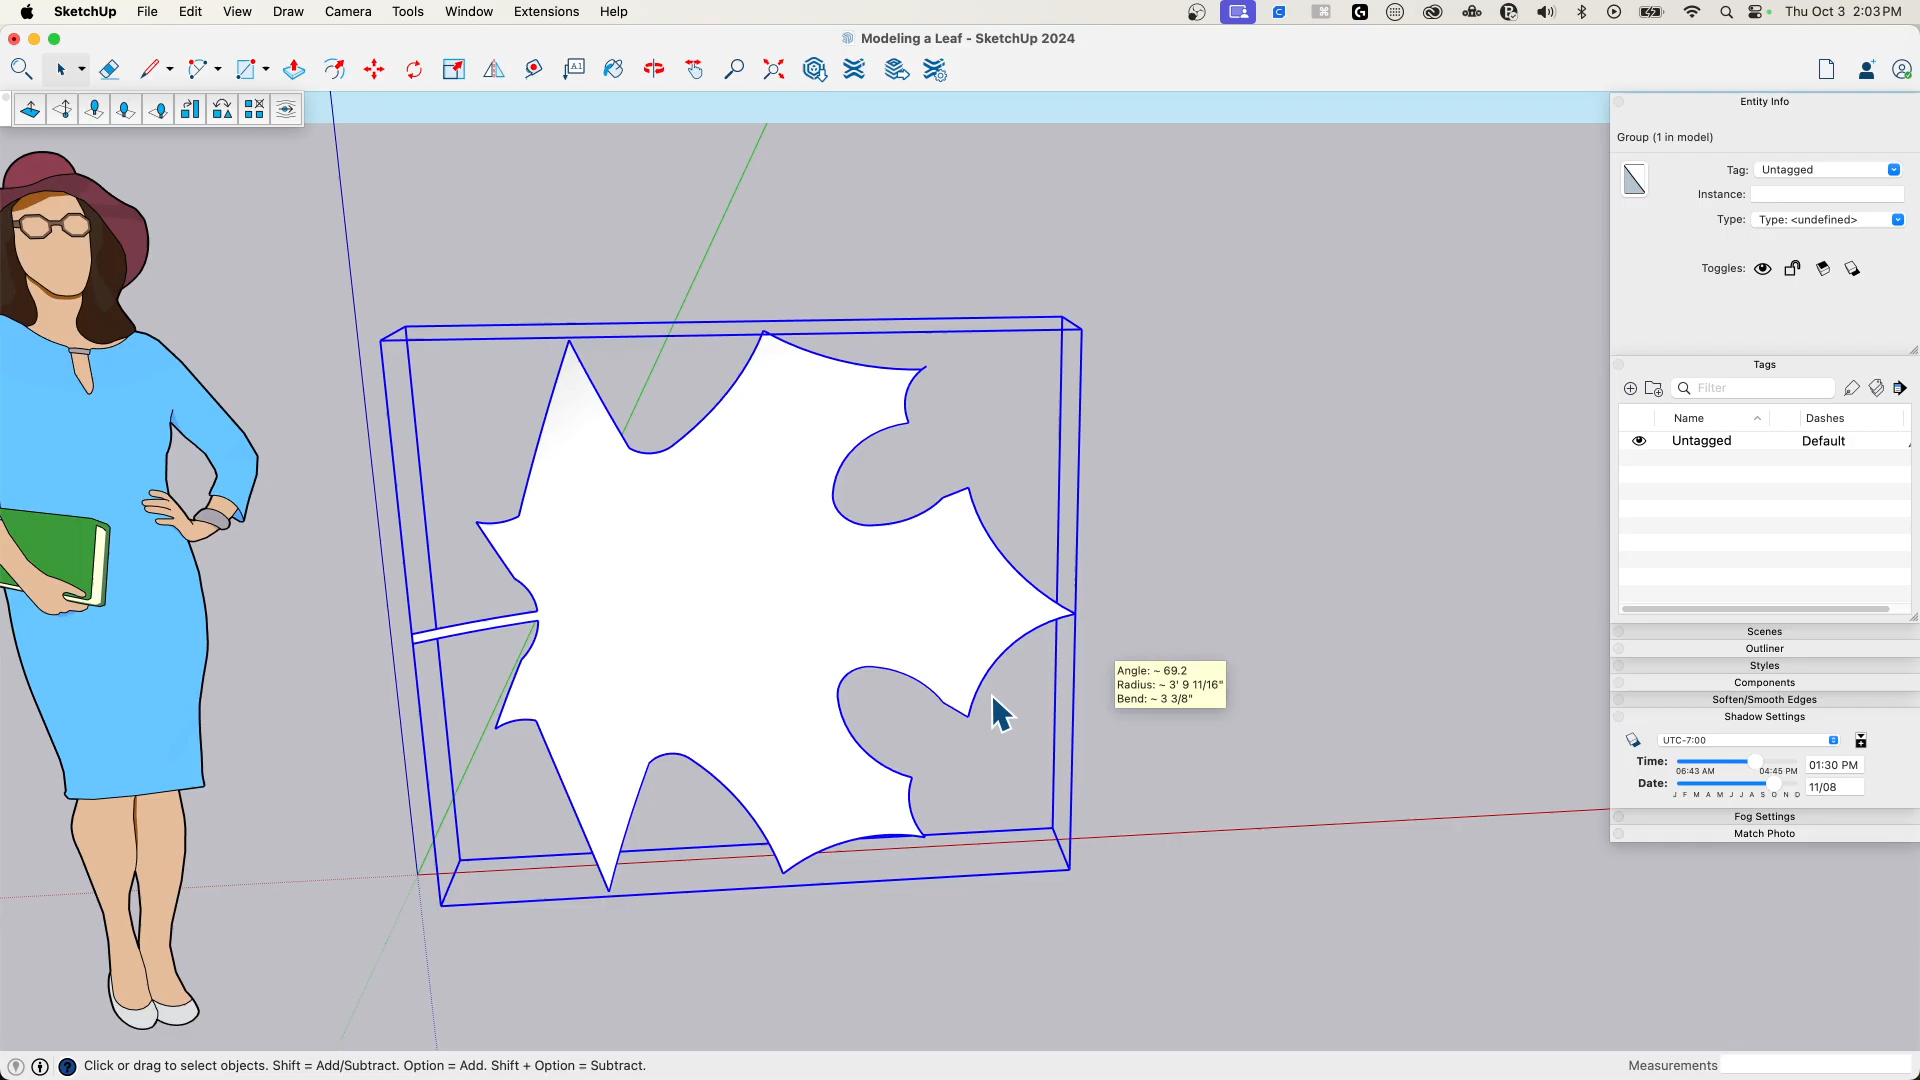 SketchUp File Edit View Draw Camera Tools Window Extensions Help Thu Oct 3 2:03 PM
Modeling a Leaf - SketchUp 2024
A1
Entity Info
Group (1 in model)
Tag: Untagged
Instance:
Type: Type: <undefined>
Toggles:
Tags
Filter
Name Dashes
Untagged Default
Scenes
Outliner
Styles
Components
Soften/Smooth Edges
Shadow Settings
UTC-7:00
Time: 06:43 AM 04:45 PM 01:30 PM
Date: J F M A M J J A S O N D 11/08
Fog Settings
Match Photo
Angle: ~ 69.2
Radius: ~ 3' 9 11/16"
Bend: ~ 3 3/8"
Click or drag to select objects. Shift = Add/Subtract. Option = Add. Shift + Option = Subtract.
Measurements